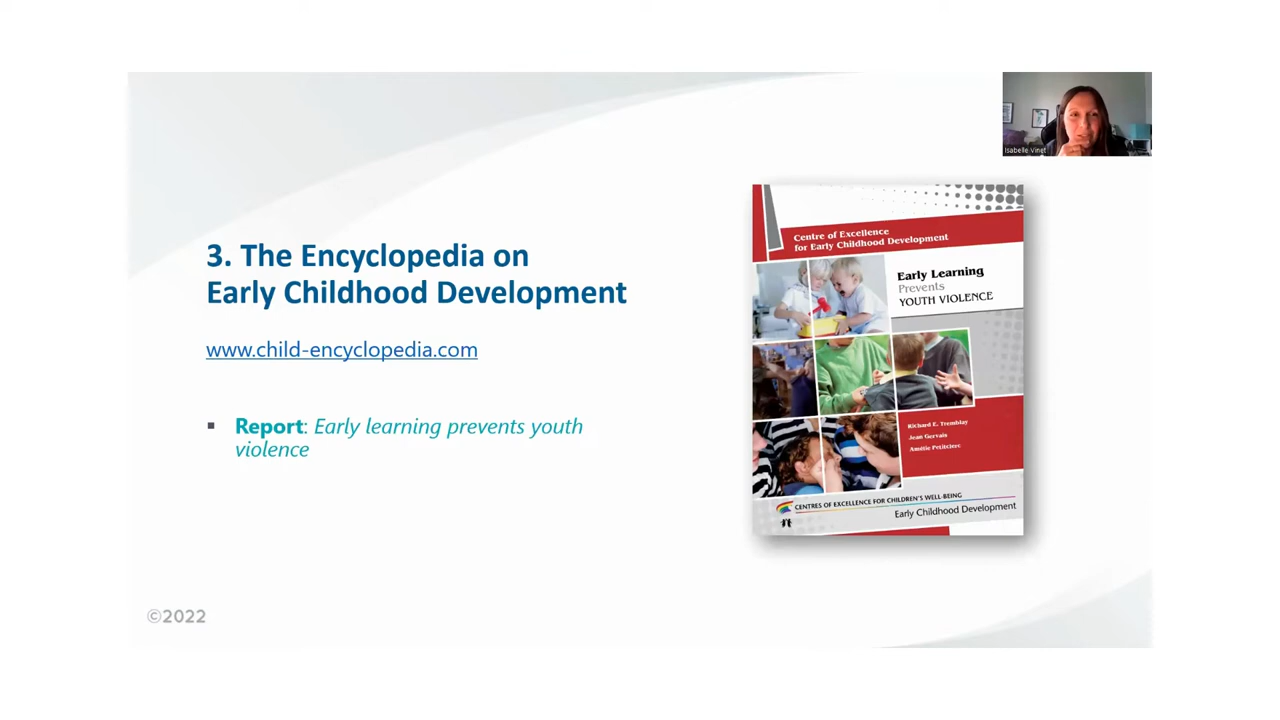 Isabelle Vinet
3. The Encyclopedia on
Early Childhood Development
www.child-encyclopedia.com
▪ Report: Early learning prevents youth
violence
Centre of Excellence
for Early Childhood Development
Early Learning
Prevents
YOUTH VIOLENCE
Richard E. Tremblay
Jean Gervais
Amélie Petitclerc
CENTRES OF EXCELLENCE FOR CHILDREN'S WELL-BEING
Early Childhood Development
©2022